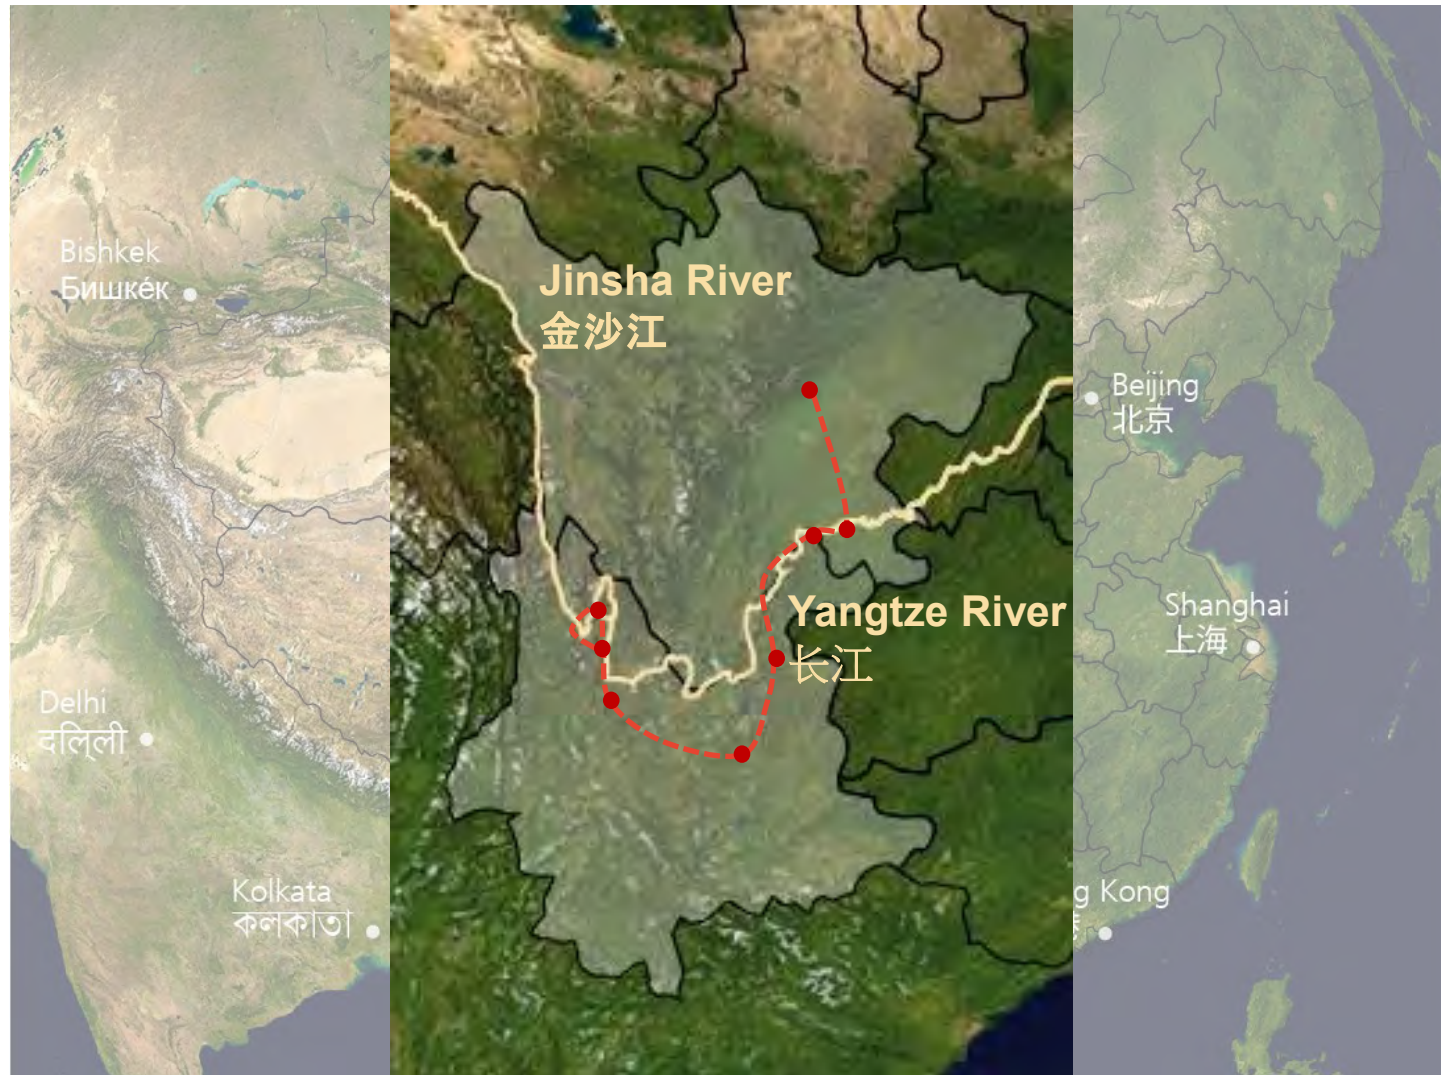 Bishkek
Бишкéк
Jinsha River
金沙江
Beijing
北京
Yangtze River
长江
Shanghai
上海
Delhi
दिल्ली
Kolkata
কলকাতা
g Kong